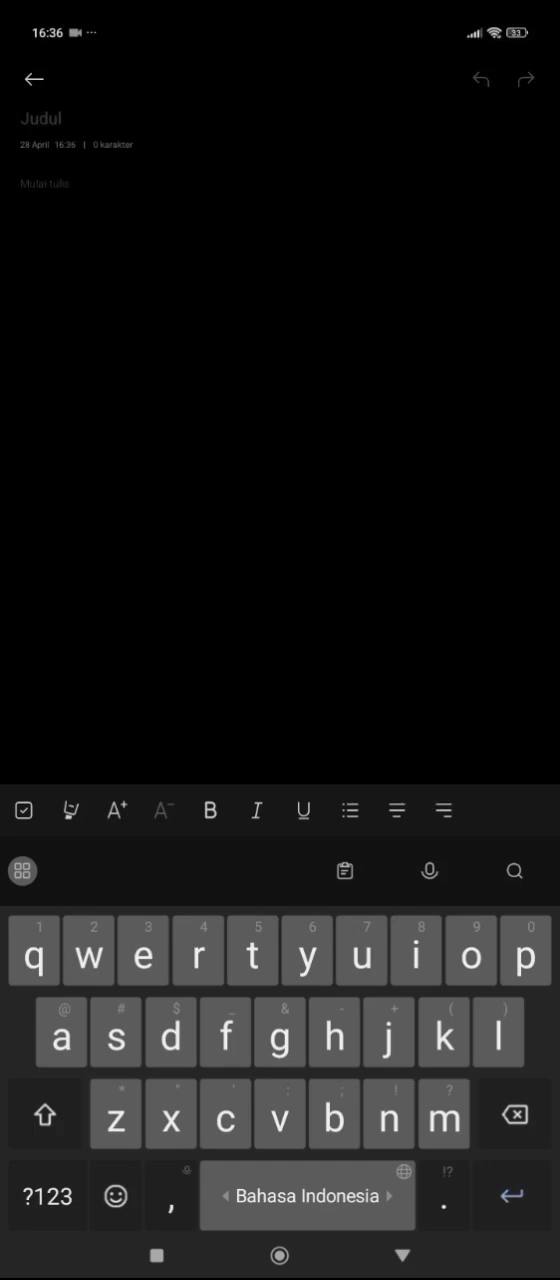 16:36 ... 33
Judul
28 April 16:36 | 0 karakter
Mulai tulis
A+ A- B I U
1 2 3 4 5 6 7 8 9 0
q w e r t y u i o p
@ # $ _ & - + ( )
a s d f g h j k l
* " ' : ; ! ?
z x c v b n m
!?
?123 , Bahasa Indonesia .